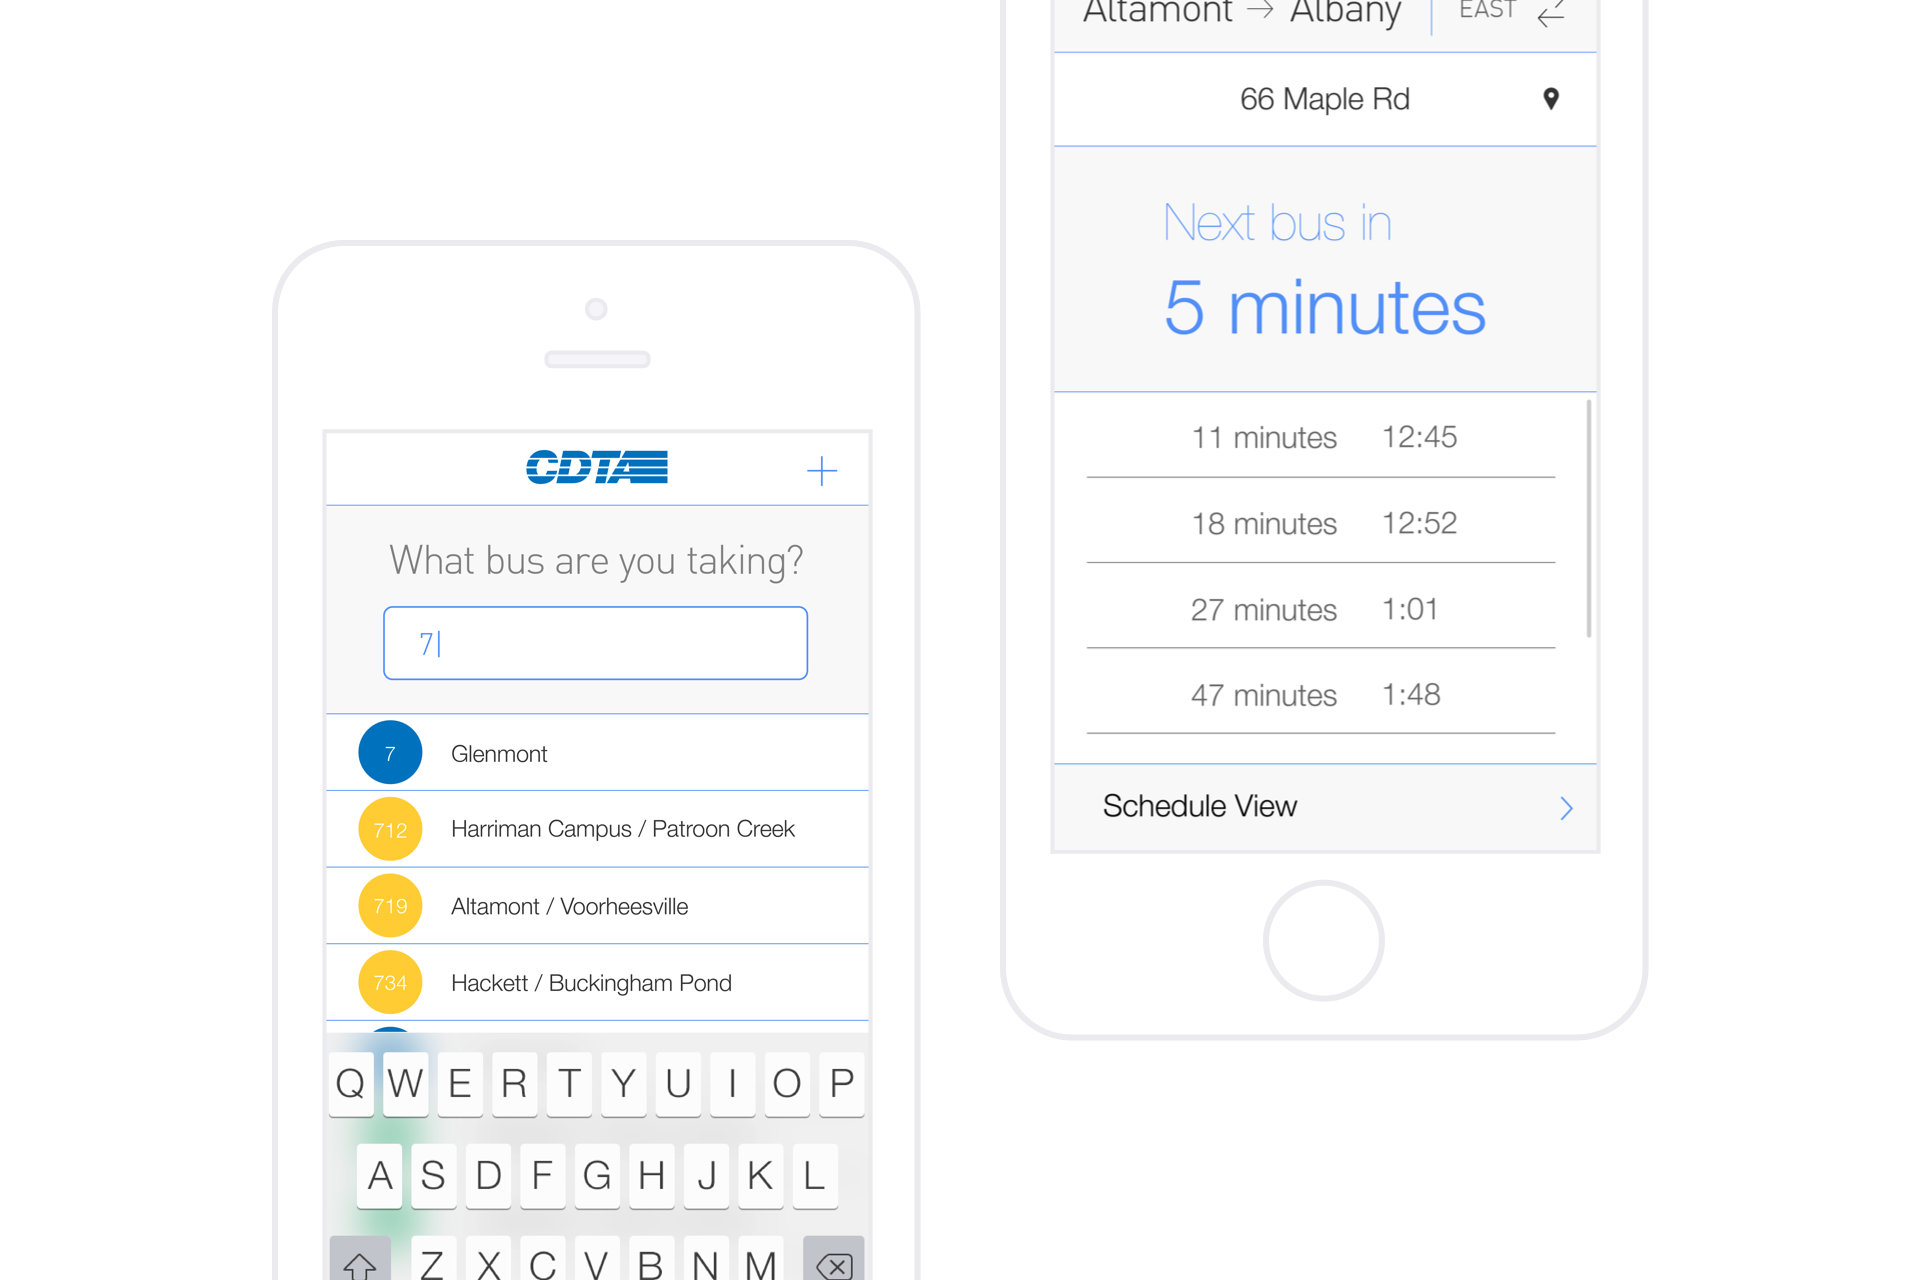 CDTA
What bus are you taking?
7
7 Glenmont
712 Harriman Campus / Patroon Creek
719 Altamont / Voorheesville
734 Hackett / Buckingham Pond
Q W E R T Y U I O P
A S D F G H J K L
Z X C V B N M
Altamont → Albany EAST
66 Maple Rd
Next bus in
5 minutes
11 minutes 12:45
18 minutes 12:52
27 minutes 1:01
47 minutes 1:48
Schedule View